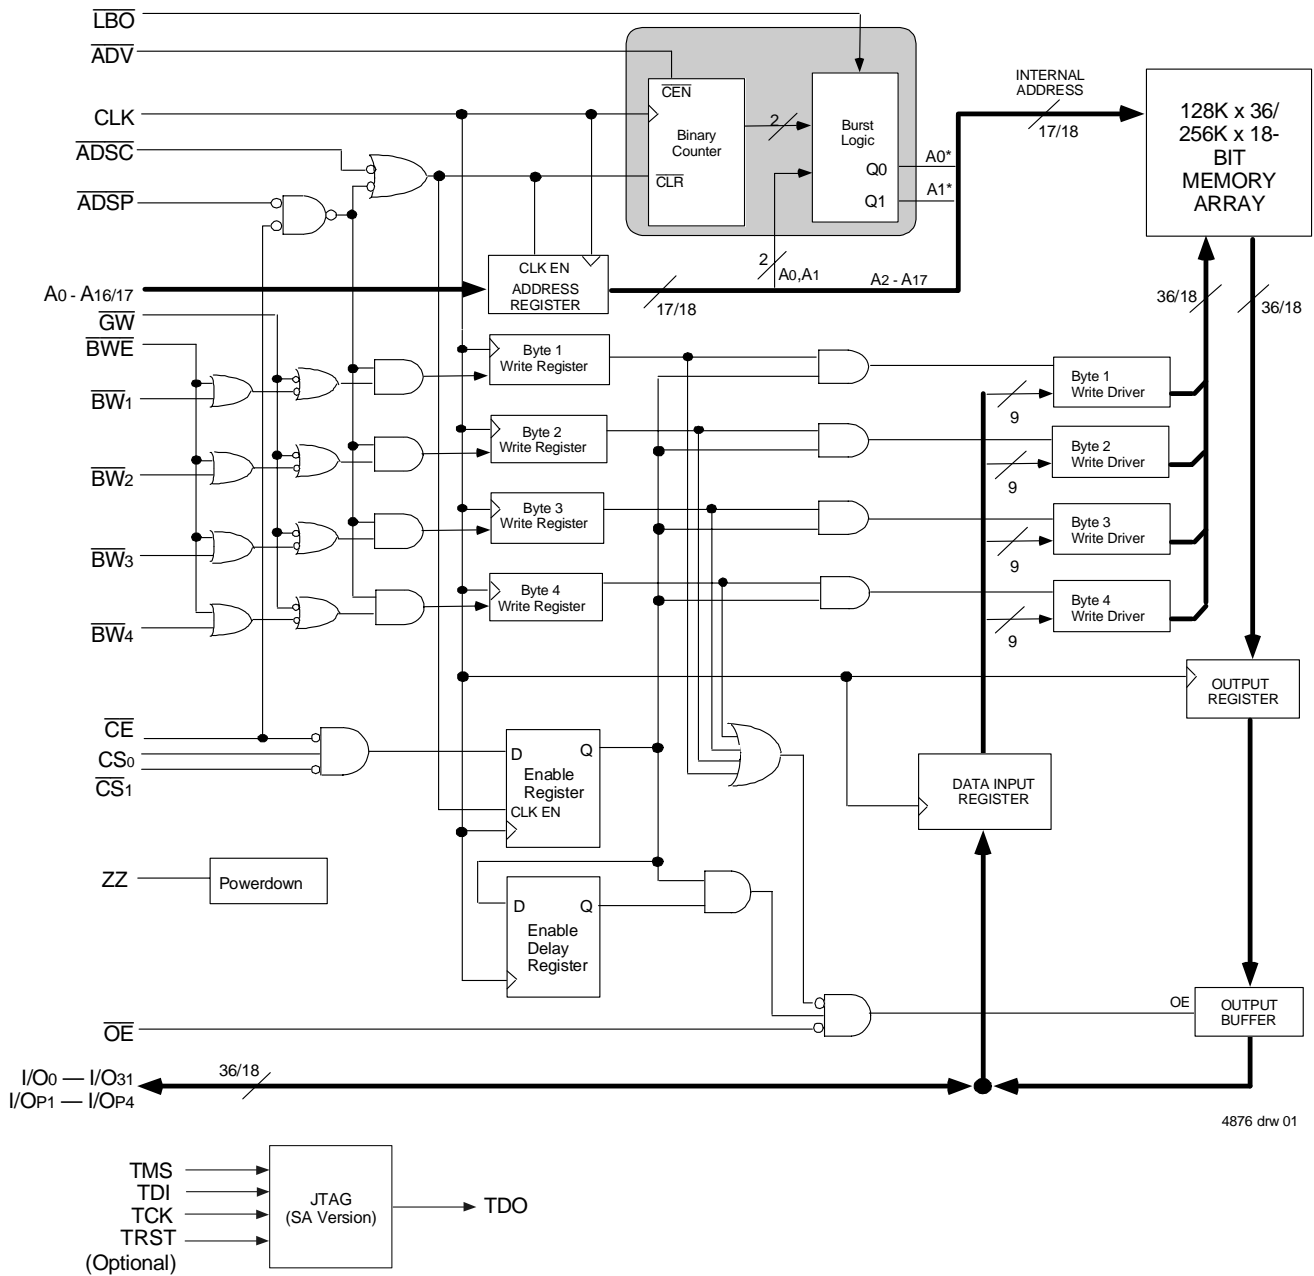 LBO
ADV
CLK
ADSC
ADSP
A0 - A16/17
GW
BWE
BW1
BW2
BW3
BW4
CE
CS0
CS1
ZZ
Powerdown
OE
I/O0 — I/O31
I/OP1 — I/OP4
36/18
CEN
Binary
Counter
CLR
2
Burst
Logic
Q0
Q1
A0*
A1*
2
A0,A1
A2 - A17
INTERNAL
ADDRESS
17/18
128K x 36/
256K x 18-
BIT
MEMORY
ARRAY
CLK EN
ADDRESS
REGISTER
17/18
36/18
36/18
Byte 1
Write Register
Byte 2
Write Register
Byte 3
Write Register
Byte 4
Write Register
9
Byte 1
Write Driver
9
Byte 2
Write Driver
9
Byte 3
Write Driver
9
Byte 4
Write Driver
OUTPUT
REGISTER
D
Q
Enable
Register
CLK EN
DATA INPUT
REGISTER
D
Q
Enable
Delay
Register
OE
OUTPUT
BUFFER
4876 drw 01
TMS
TDI
TCK
TRST
(Optional)
JTAG
(SA Version)
TDO